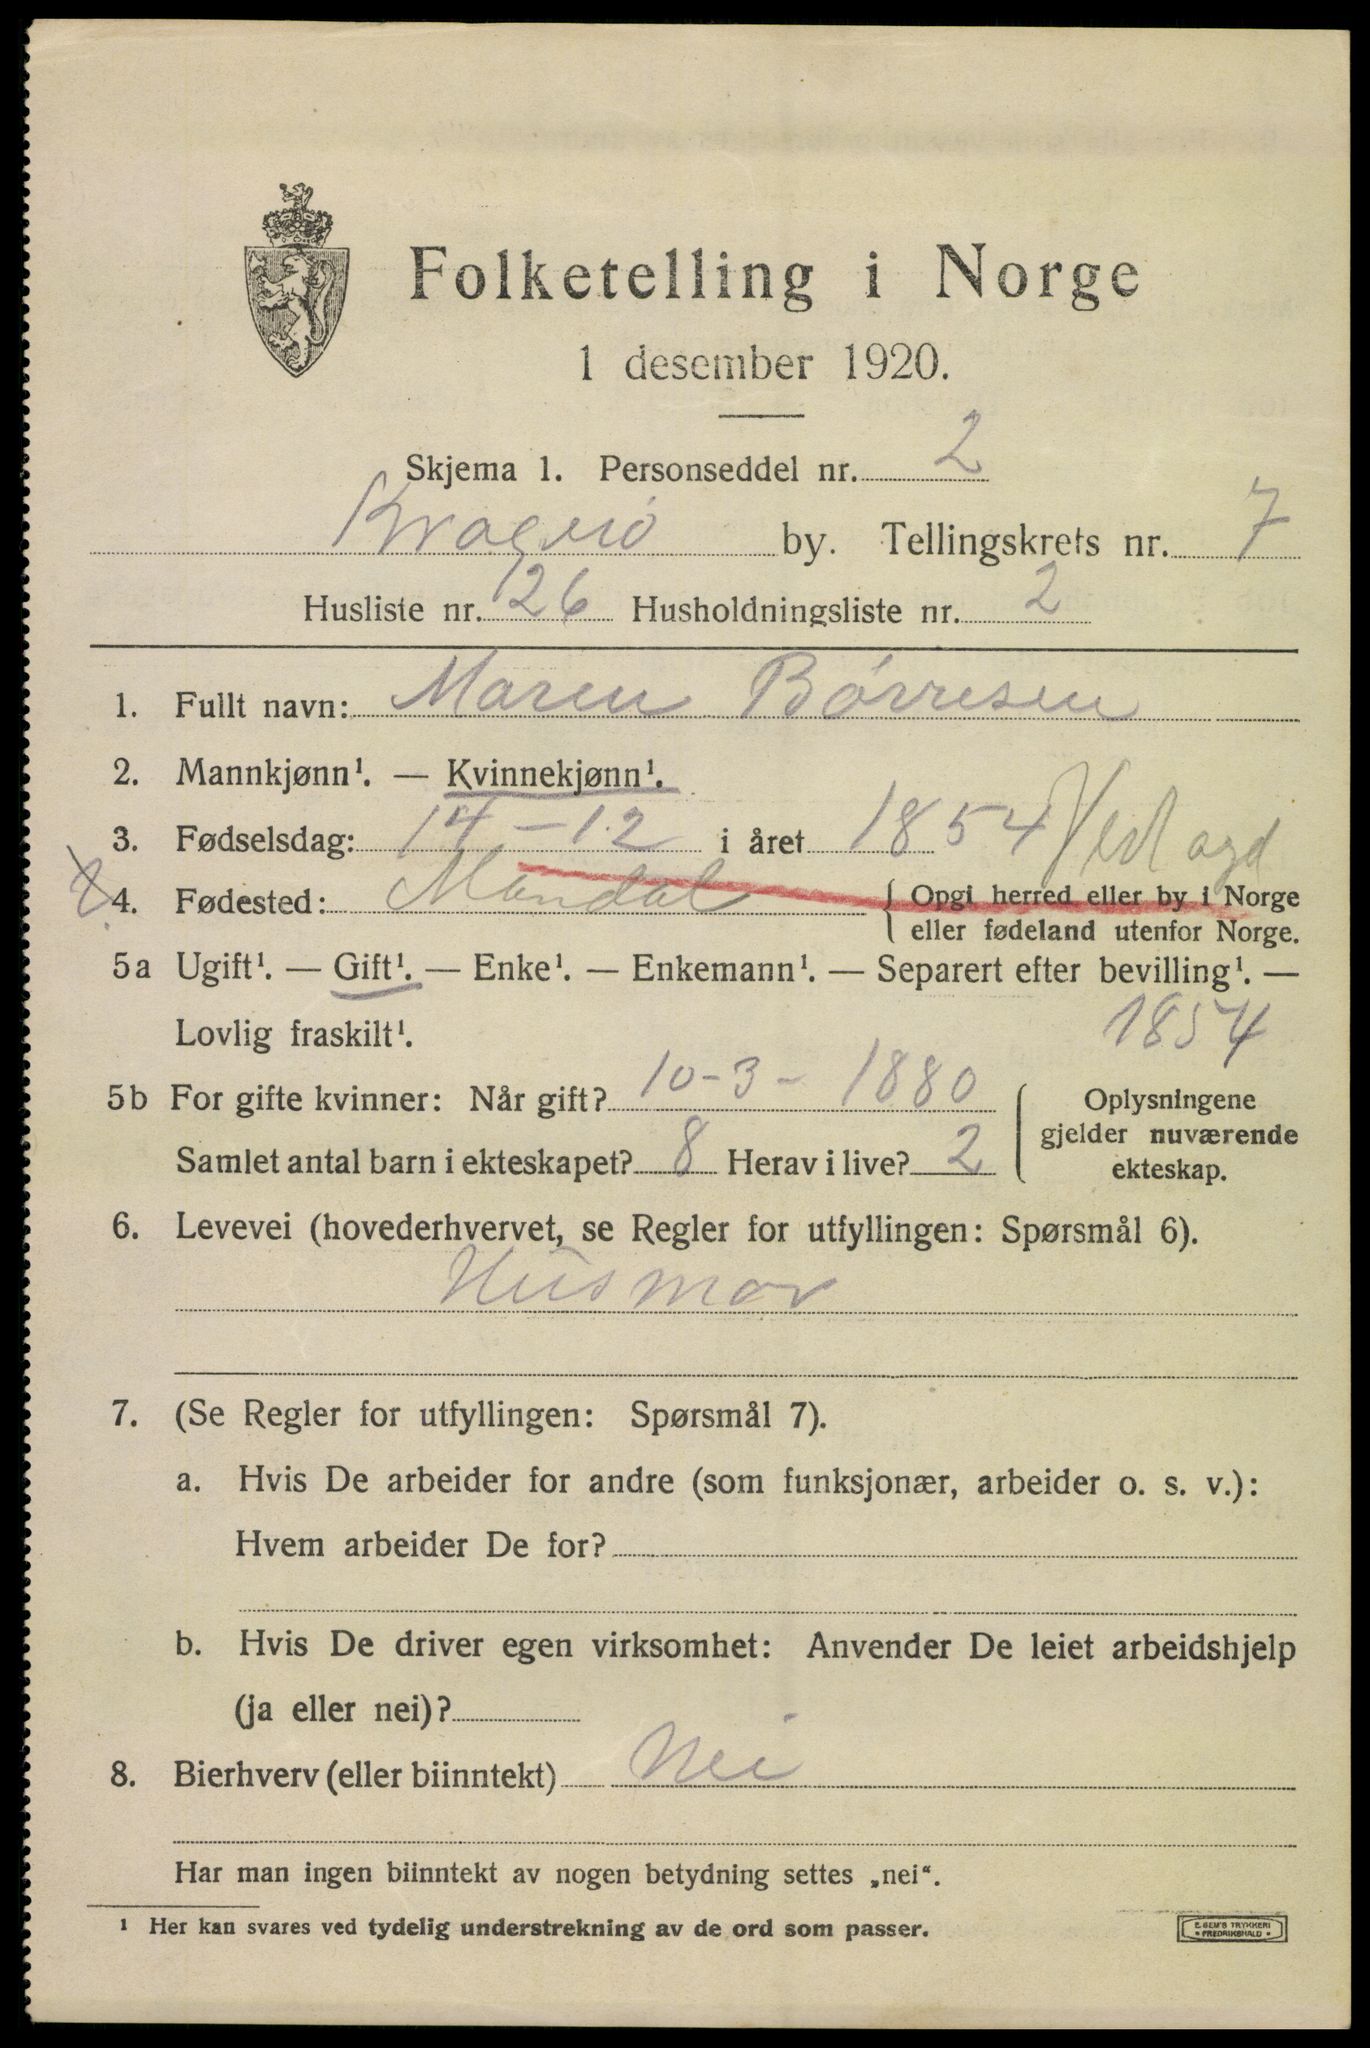 Folketelling i Norge
1 desember 1920.
Skjema 1. Personseddel nr. 2
Kragerø by. Tellingskrets nr. 7
Husliste nr. 26 Husholdningsliste nr. 2
1. Fullt navn: Maren Børresen
2. Mannkjønn¹. — Kvinnekjønn¹.
3. Fødselsdag: 14-12 i året 1854
4. Fødested: Mandal { Opgi herred eller by i Norge
eller fødeland utenfor Norge.
5a Ugift¹. — Gift¹. — Enke¹. — Enkemann¹. — Separert efter bevilling¹. —
Lovlig fraskilt¹. 1854
5b For gifte kvinner: Når gift? 10-3-1880
Samlet antal barn i ekteskapet? 8 Herav i live? 2
Oplysningene
gjelder nuværende
ekteskap.
6. Levevei (hovederhvervet, se Regler for utfyllingen: Spørsmål 6).
Husmor
7. (Se Regler for utfyllingen: Spørsmål 7).
a. Hvis De arbeider for andre (som funksjonær, arbeider o. s. v.):
Hvem arbeider De for?
b. Hvis De driver egen virksomhet: Anvender De leiet arbeidshjelp
(ja eller nei)?
8. Bierhverv (eller biinntekt) Nei
Har man ingen biinntekt av nogen betydning settes „nei“.
¹ Her kan svares ved tydelig understrekning av de ord som passer.
E. SEM'S TRYKKERI
* FREDRIKSHALD *